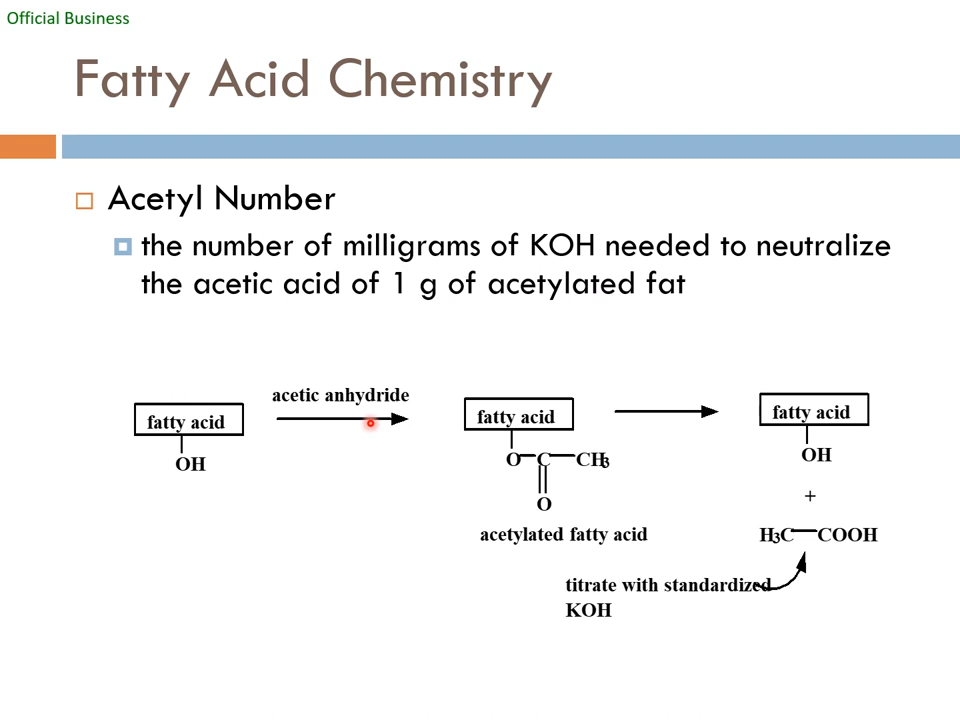 Official Business
Fatty Acid Chemistry
Acetyl Number
the number of milligrams of KOH needed to neutralize
the acetic acid of 1 g of acetylated fat
acetic anhydride
fatty acid
OH
fatty acid
O C CH3
O
acetylated fatty acid
fatty acid
OH
+
H3C COOH
titrate with standardized
KOH